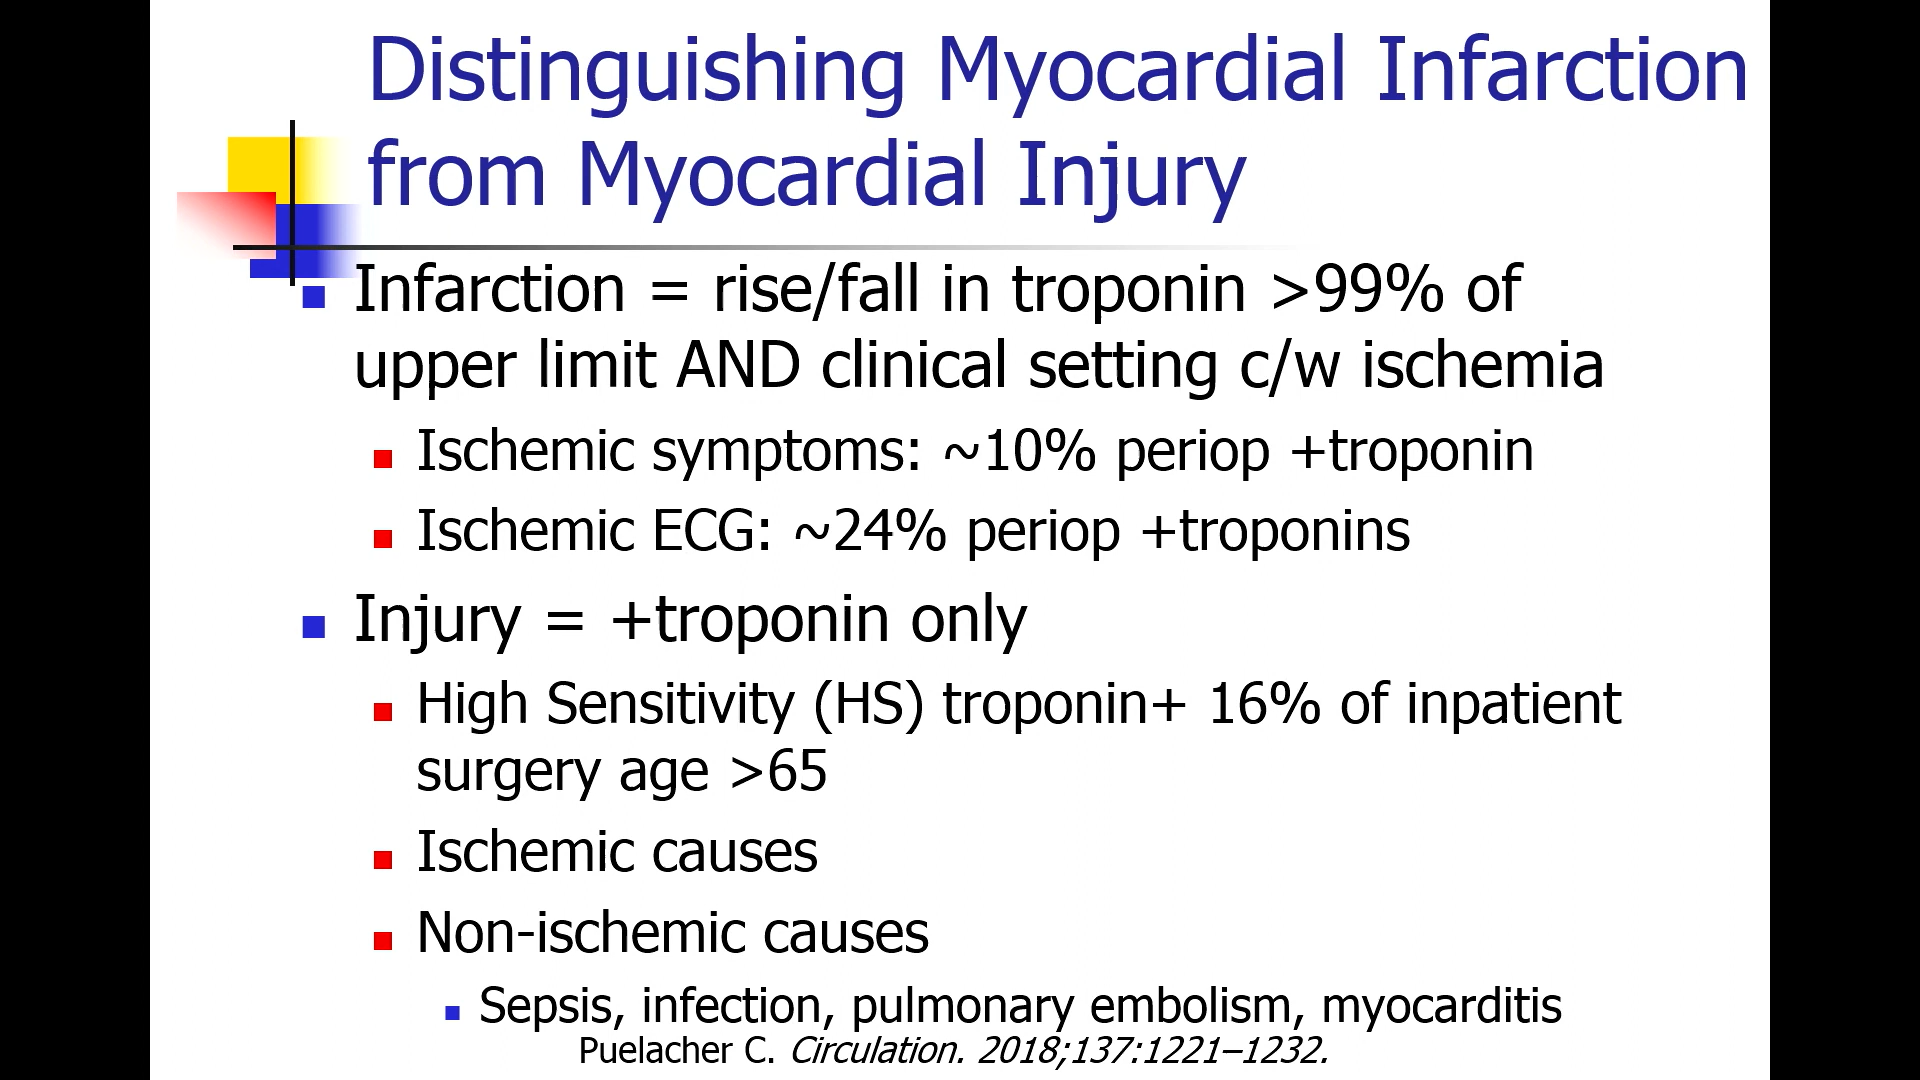 Distinguishing Myocardial Infarction
from Myocardial Injury
Infarction = rise/fall in troponin >99% of
upper limit AND clinical setting c/w ischemia
Ischemic symptoms: ~10% periop +troponin
Ischemic ECG: ~24% periop +troponins
Injury = +troponin only
High Sensitivity (HS) troponin+ 16% of inpatient
surgery age >65
Ischemic causes
Non-ischemic causes
Sepsis, infection, pulmonary embolism, myocarditis
Puelacher C. Circulation. 2018;137:1221–1232.